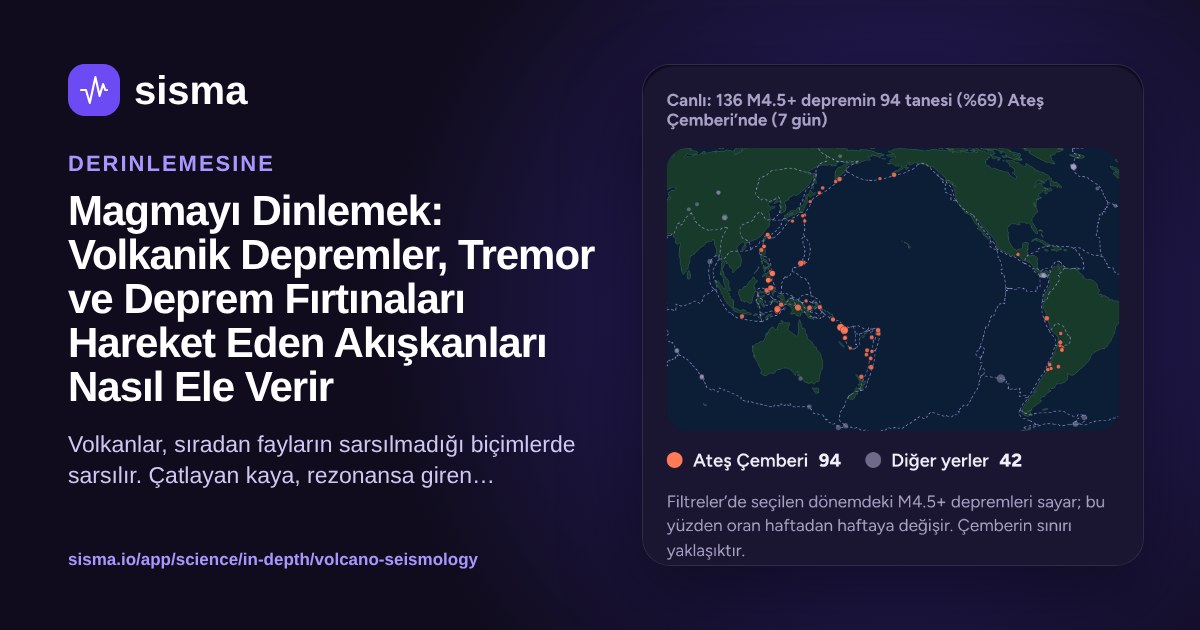 sisma
DERINLEMESINE
Magmayı Dinlemek:
Volkanik Depremler, Tremor
ve Deprem Fırtınaları
Hareket Eden Akışkanları
Nasıl Ele Verir
Volkanlar, sıradan fayların sarsılmadığı biçimlerde
sarsılır. Çatlayan kaya, rezonansa giren…
sisma.io/app/science/in-depth/volcano-seismology
Canlı: 136 M4.5+ depremin 94 tanesi (%69) Ateş
Çemberi’nde (7 gün)
Ateş Çemberi 94 Diğer yerler 42
Filtreler’de seçilen dönemdeki M4.5+ depremleri sayar; bu
yüzden oran haftadan haftaya değişir. Çemberin sınırı
yaklaşıktır.